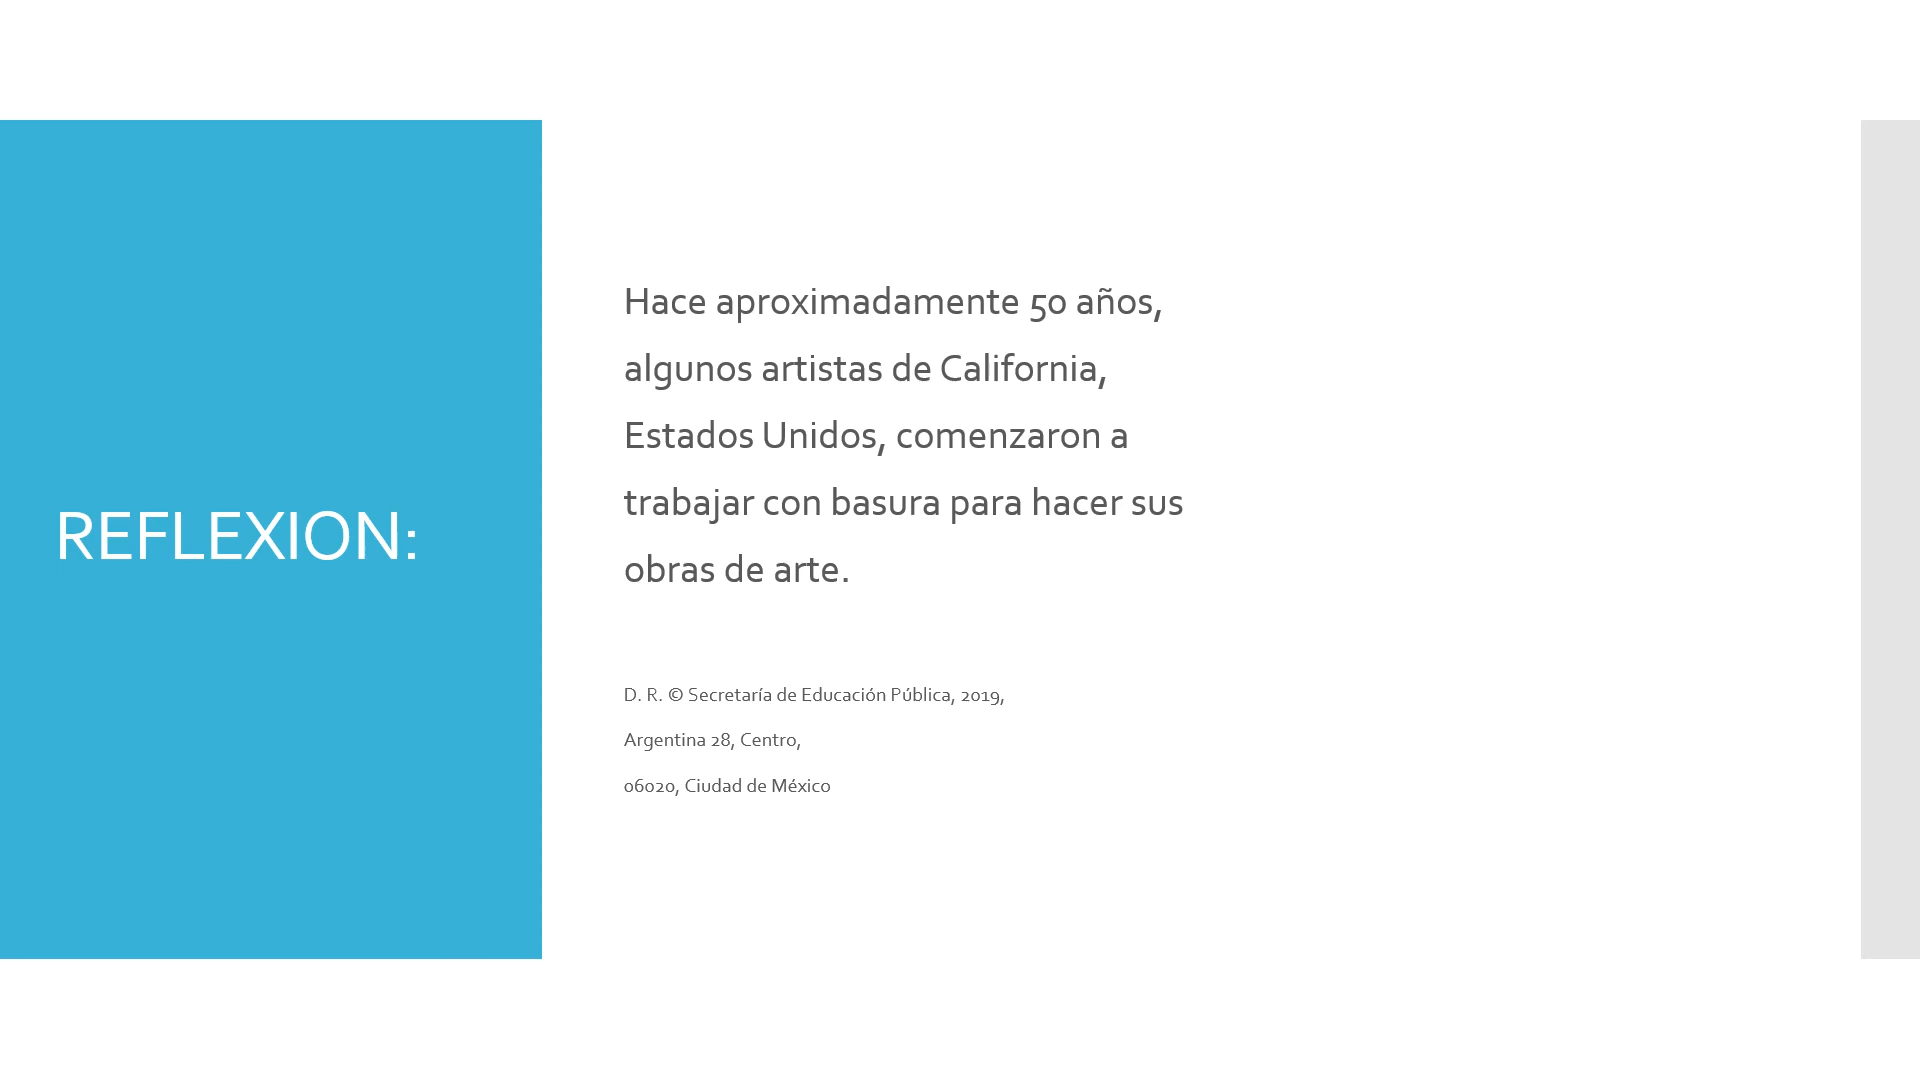 REFLEXION:
Hace aproximadamente 50 años,
algunos artistas de California,
Estados Unidos, comenzaron a
trabajar con basura para hacer sus
obras de arte.
D. R. © Secretaría de Educación Pública, 2019,
Argentina 28, Centro,
06020, Ciudad de México